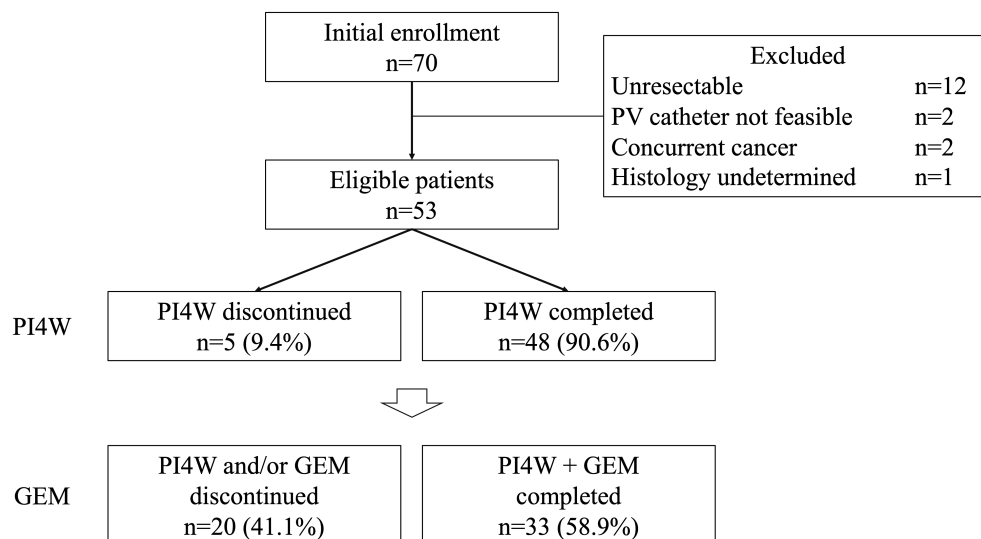 Initial enrollment
n=70
Excluded
Unresectable n=12
PV catheter not feasible n=2
Concurrent cancer n=2
Histology undetermined n=1
Eligible patients
n=53
PI4W
PI4W discontinued
n=5 (9.4%)
PI4W completed
n=48 (90.6%)
GEM
PI4W and/or GEM
discontinued
n=20 (41.1%)
PI4W + GEM
completed
n=33 (58.9%)